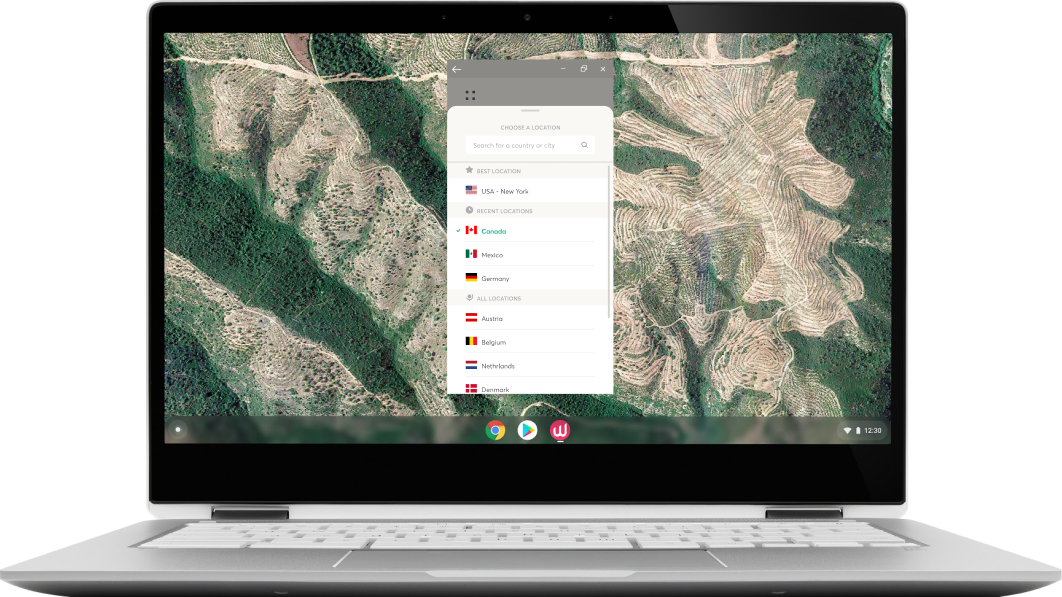 CHOOSE A LOCATION
Search for a country or city
BEST LOCATION
USA - New York
RECENT LOCATIONS
Canada
Mexico
Germany
ALL LOCATIONS
Austria
Belgium
Nethrlands
Denmark
12:30